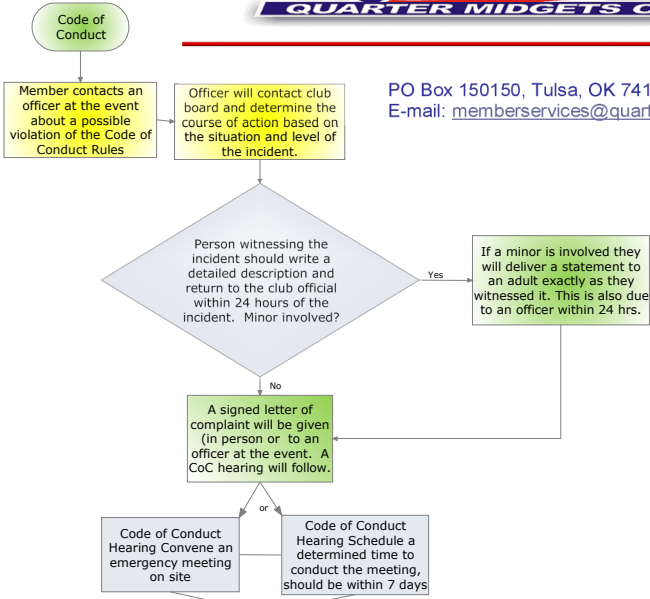 QUARTER MIDGETS
Code of
Conduct
PO Box 150150, Tulsa, OK 741
E-mail: memberservices@quart
Member contacts an
officer at the event
about a possible
violation of the Code of
Conduct Rules
Officer will contact club
board and determine the
course of action based on
the situation and level of
the incident.
Person witnessing the
incident should write a
detailed description and
return to the club official
within 24 hours of the
incident. Minor involved?
Yes
If a minor is involved they
will deliver a statement to
an adult exactly as they
witnessed it. This is also due
to an officer within 24 hrs.
No
A signed letter of
complaint will be given
(in person or to an
officer at the event. A
CoC hearing will follow.
or
Code of Conduct
Hearing Convene an
emergency meeting
on site
Code of Conduct
Hearing Schedule a
determined time to
conduct the meeting,
should be within 7 days